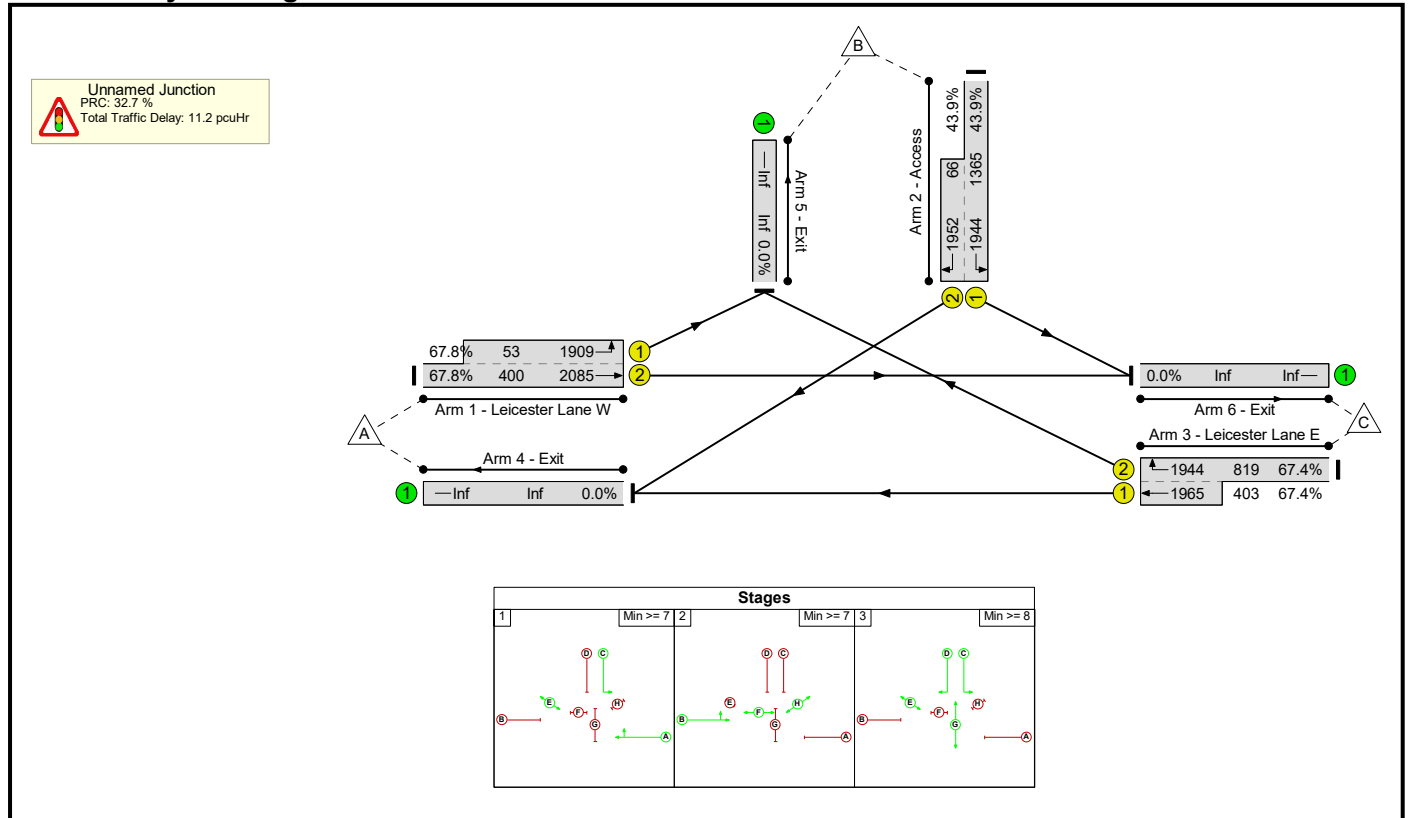 Unnamed Junction
PRC: 32.7 %
Total Traffic Delay: 11.2 pcuHr
B
1
Inf Inf 0.0%
Arm 5 - Exit
Arm 2 - Access
1952 66 43.9%
1944 1365 43.9%
2 1
67.8% 53 1909 1
67.8% 400 2085 2
Arm 1 - Leicester Lane W
A
Arm 4 - Exit
1 Inf Inf 0.0%
0.0% Inf Inf 1
Arm 6 - Exit
C
Arm 3 - Leicester Lane E
2 1944 819 67.4%
1 1965 403 67.4%
Stages
1 Min >= 7 2 Min >= 7 3 Min >= 8
D C D C D C
E H E H E H
F F F
B G B G B G
A A A